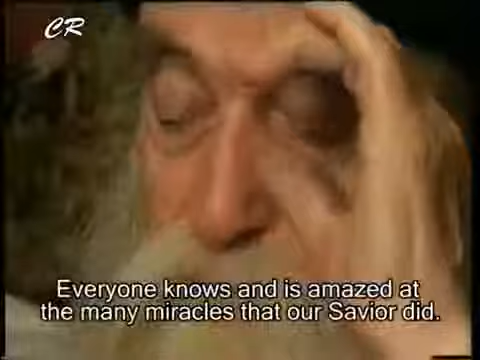 CR
Everyone knows and is amazed at
the many miracles that our Savior did.